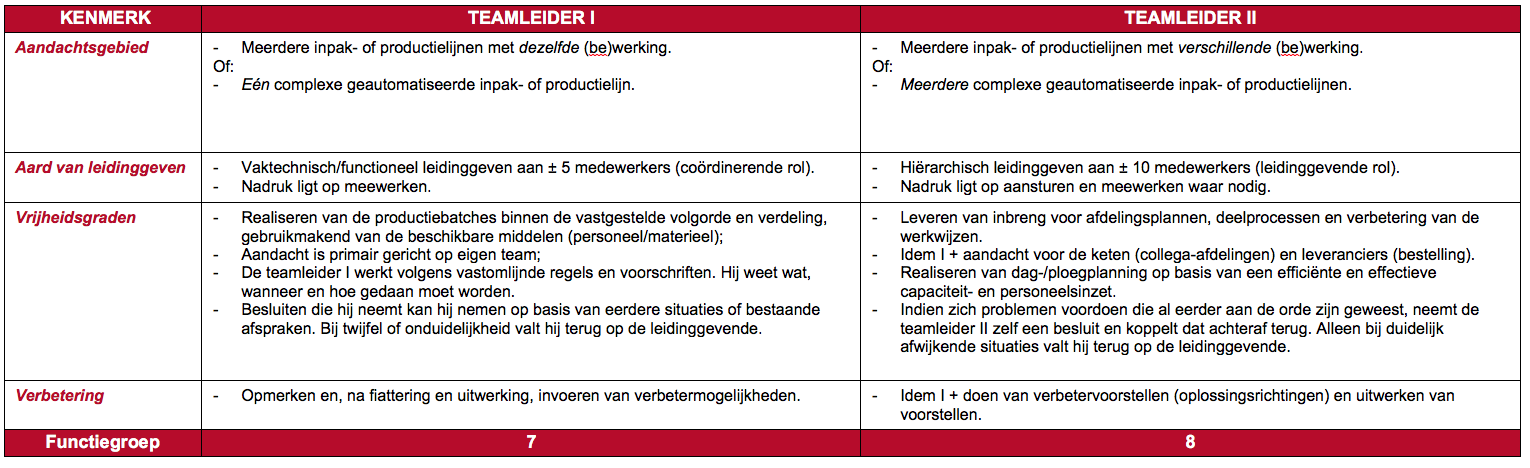 KENMERK
TEAMLEIDER I
TEAMLEIDER II
Aandachtsgebied
- Meerdere inpak- of productielijnen met dezelfde (be)werking.
Of:
- Eén complexe geautomatiseerde inpak- of productielijn.
- Meerdere inpak- of productielijnen met verschillende (be)werking.
Of:
- Meerdere complexe geautomatiseerde inpak- of productielijnen.
Aard van leidinggeven
- Vaktechnisch/functioneel leidinggeven aan ± 5 medewerkers (coördinerende rol).
- Nadruk ligt op meewerken.
- Hiërarchisch leidinggeven aan ± 10 medewerkers (leidinggevende rol).
- Nadruk ligt op aansturen en meewerken waar nodig.
Vrijheidsgraden
- Realiseren van de productiebatches binnen de vastgestelde volgorde en verdeling,
gebruikmakend van de beschikbare middelen (personeel/materieel);
- Aandacht is primair gericht op eigen team;
- De teamleider I werkt volgens vastomlijnde regels en voorschriften. Hij weet wat,
wanneer en hoe gedaan moet worden.
- Besluiten die hij neemt kan hij nemen op basis van eerdere situaties of bestaande
afspraken. Bij twijfel of onduidelijkheid valt hij terug op de leidinggevende.
- Leveren van inbreng voor afdelingsplannen, deelprocessen en verbetering van de
werkwijzen.
- Idem I + aandacht voor de keten (collega-afdelingen) en leveranciers (bestelling).
- Realiseren van dag-/ploegplanning op basis van een efficiënte en effectieve
capaciteit- en personeelsinzet.
- Indien zich problemen voordoen die al eerder aan de orde zijn geweest, neemt de
teamleider II zelf een besluit en koppelt dat achteraf terug. Alleen bij duidelijk
afwijkende situaties valt hij terug op de leidinggevende.
Verbetering
- Opmerken en, na fiattering en uitwerking, invoeren van verbetermogelijkheden.
- Idem I + doen van verbetervoorstellen (oplossingsrichtingen) en uitwerken van
voorstellen.
Functiegroep
7
8